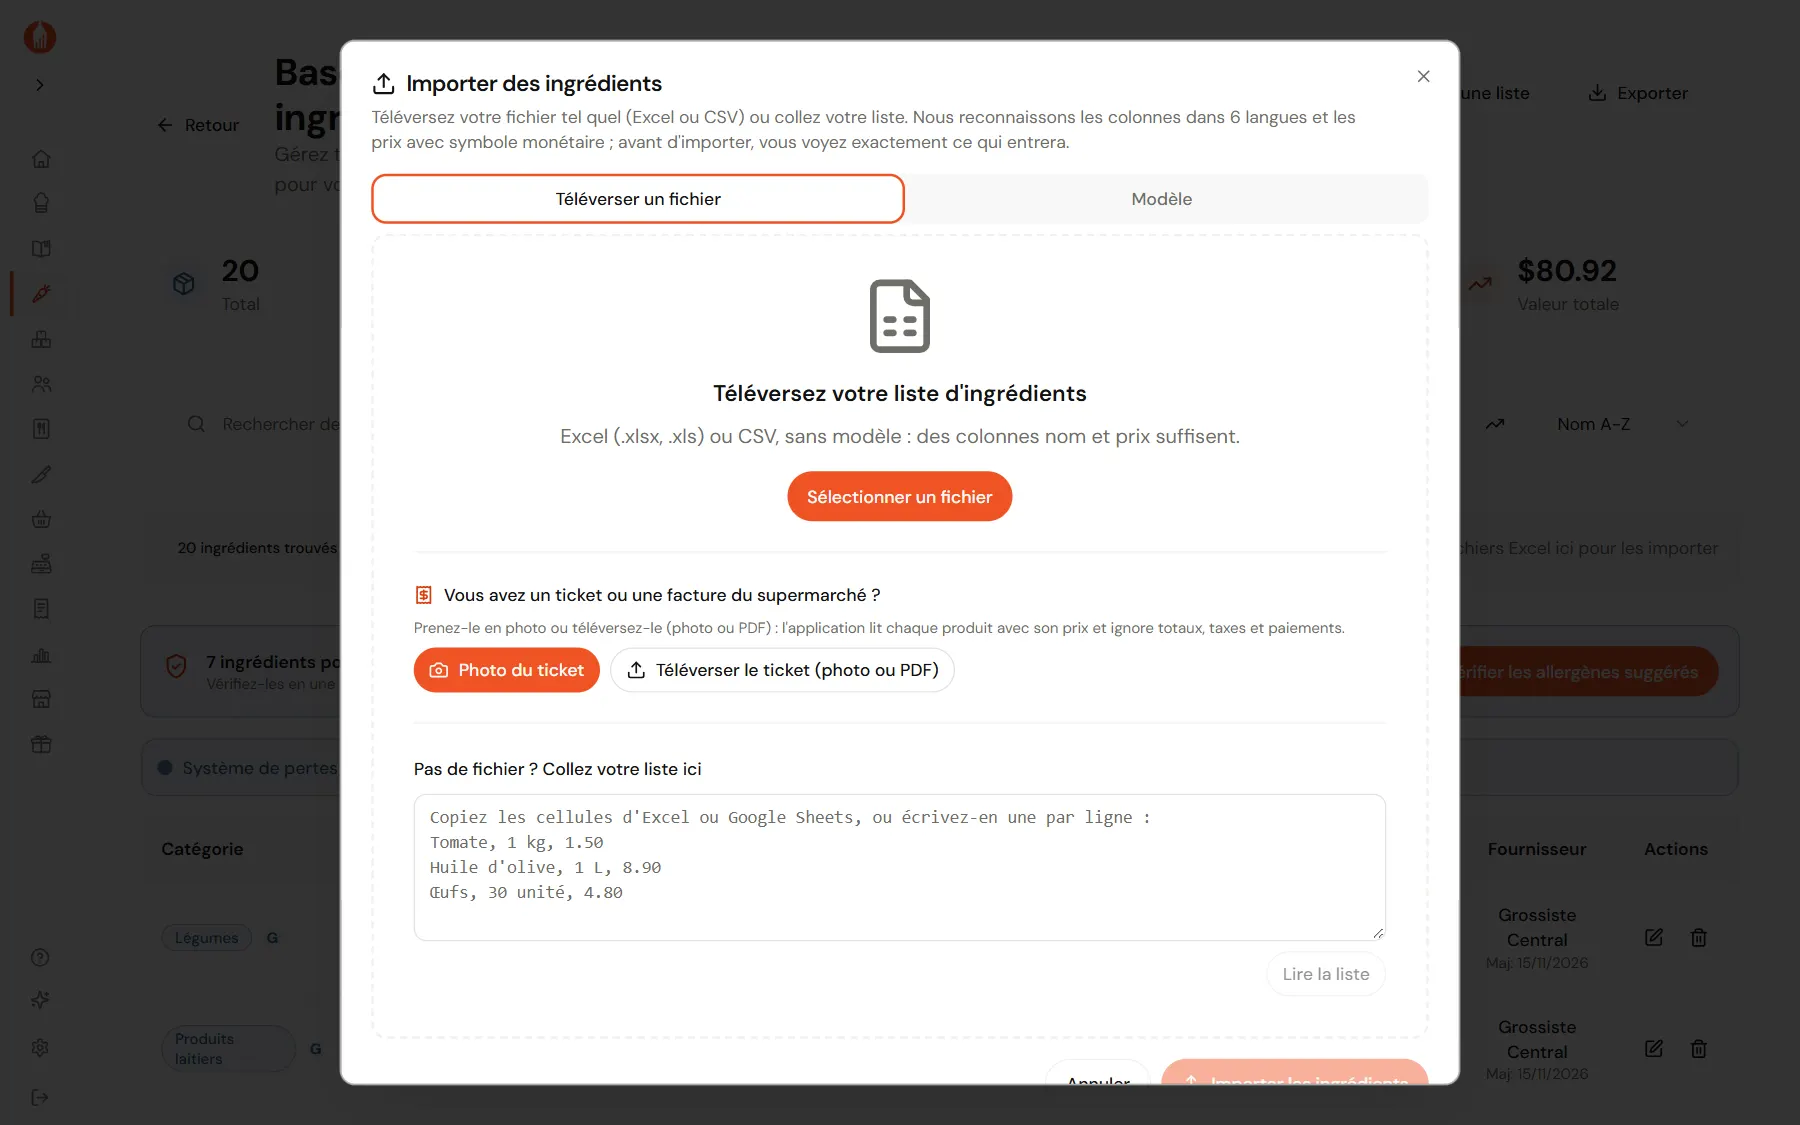 Importer des ingrédients
Téléversez votre fichier tel quel (Excel ou CSV) ou collez votre liste. Nous reconnaissons les colonnes dans 6 langues et les
prix avec symbole monétaire ; avant d'importer, vous voyez exactement ce qui entrera.
Téléverser un fichier
Modèle
Téléversez votre liste d'ingrédients
Excel (.xlsx, .xls) ou CSV, sans modèle : des colonnes nom et prix suffisent.
Sélectionner un fichier
Vous avez un ticket ou une facture du supermarché ?
Prenez-le en photo ou téléversez-le (photo ou PDF) : l'application lit chaque produit avec son prix et ignore totaux, taxes et paiements.
Photo du ticket
Téléverser le ticket (photo ou PDF)
Pas de fichier ? Collez votre liste ici
Copiez les cellules d'Excel ou Google Sheets, ou écrivez-en une par ligne :
Tomate, 1 kg, 1.50
Huile d'olive, 1 L, 8.90
Œufs, 30 unité, 4.80
Lire la liste
Annuler
Importer les ingrédients
Retour
Gérez
pour
une liste
Exporter
20
Total
$80.92
Valeur totale
Rechercher
Nom A-Z
20 ingrédients trouvés
Excel ici pour les importer
7 ingrédients
Vérifiez-les en une
les allergènes suggérés
Système de pertes
Catégorie
Fournisseur
Actions
Légumes
G
Grossiste
Central
Maj: 15/11/2026
Produits
laitiers
G
Grossiste
Central
Maj: 15/11/2026